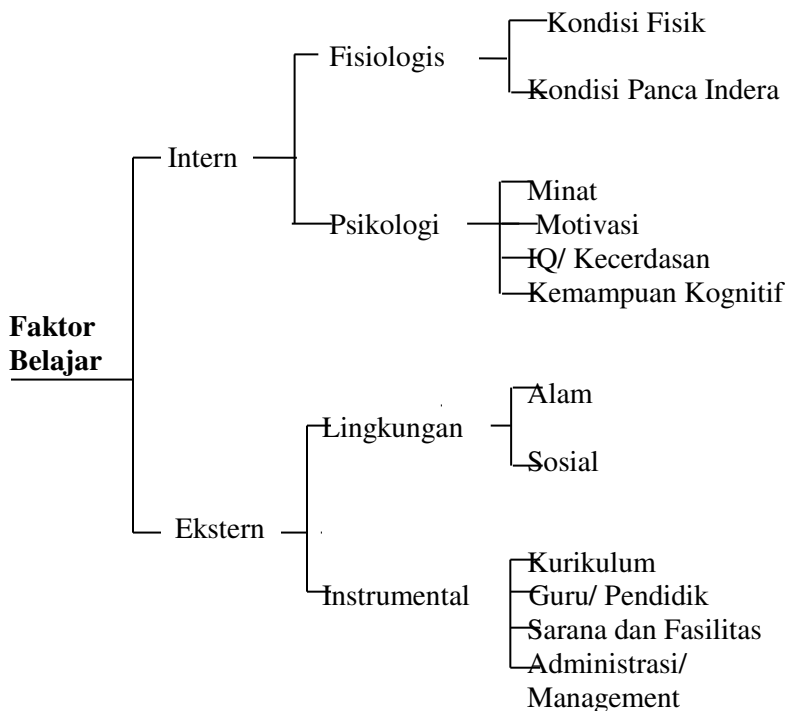 Kondisi Fisik
Fisiologis
Kondisi Panca Indera
Intern
Minat
Psikologi
Motivasi
IQ/ Kecerdasan
Kemampuan Kognitif
Faktor
Belajar
Alam
Lingkungan
Sosial
Ekstern
Kurikulum
Instrumental
Guru/ Pendidik
Sarana dan Fasilitas
Administrasi/
Management